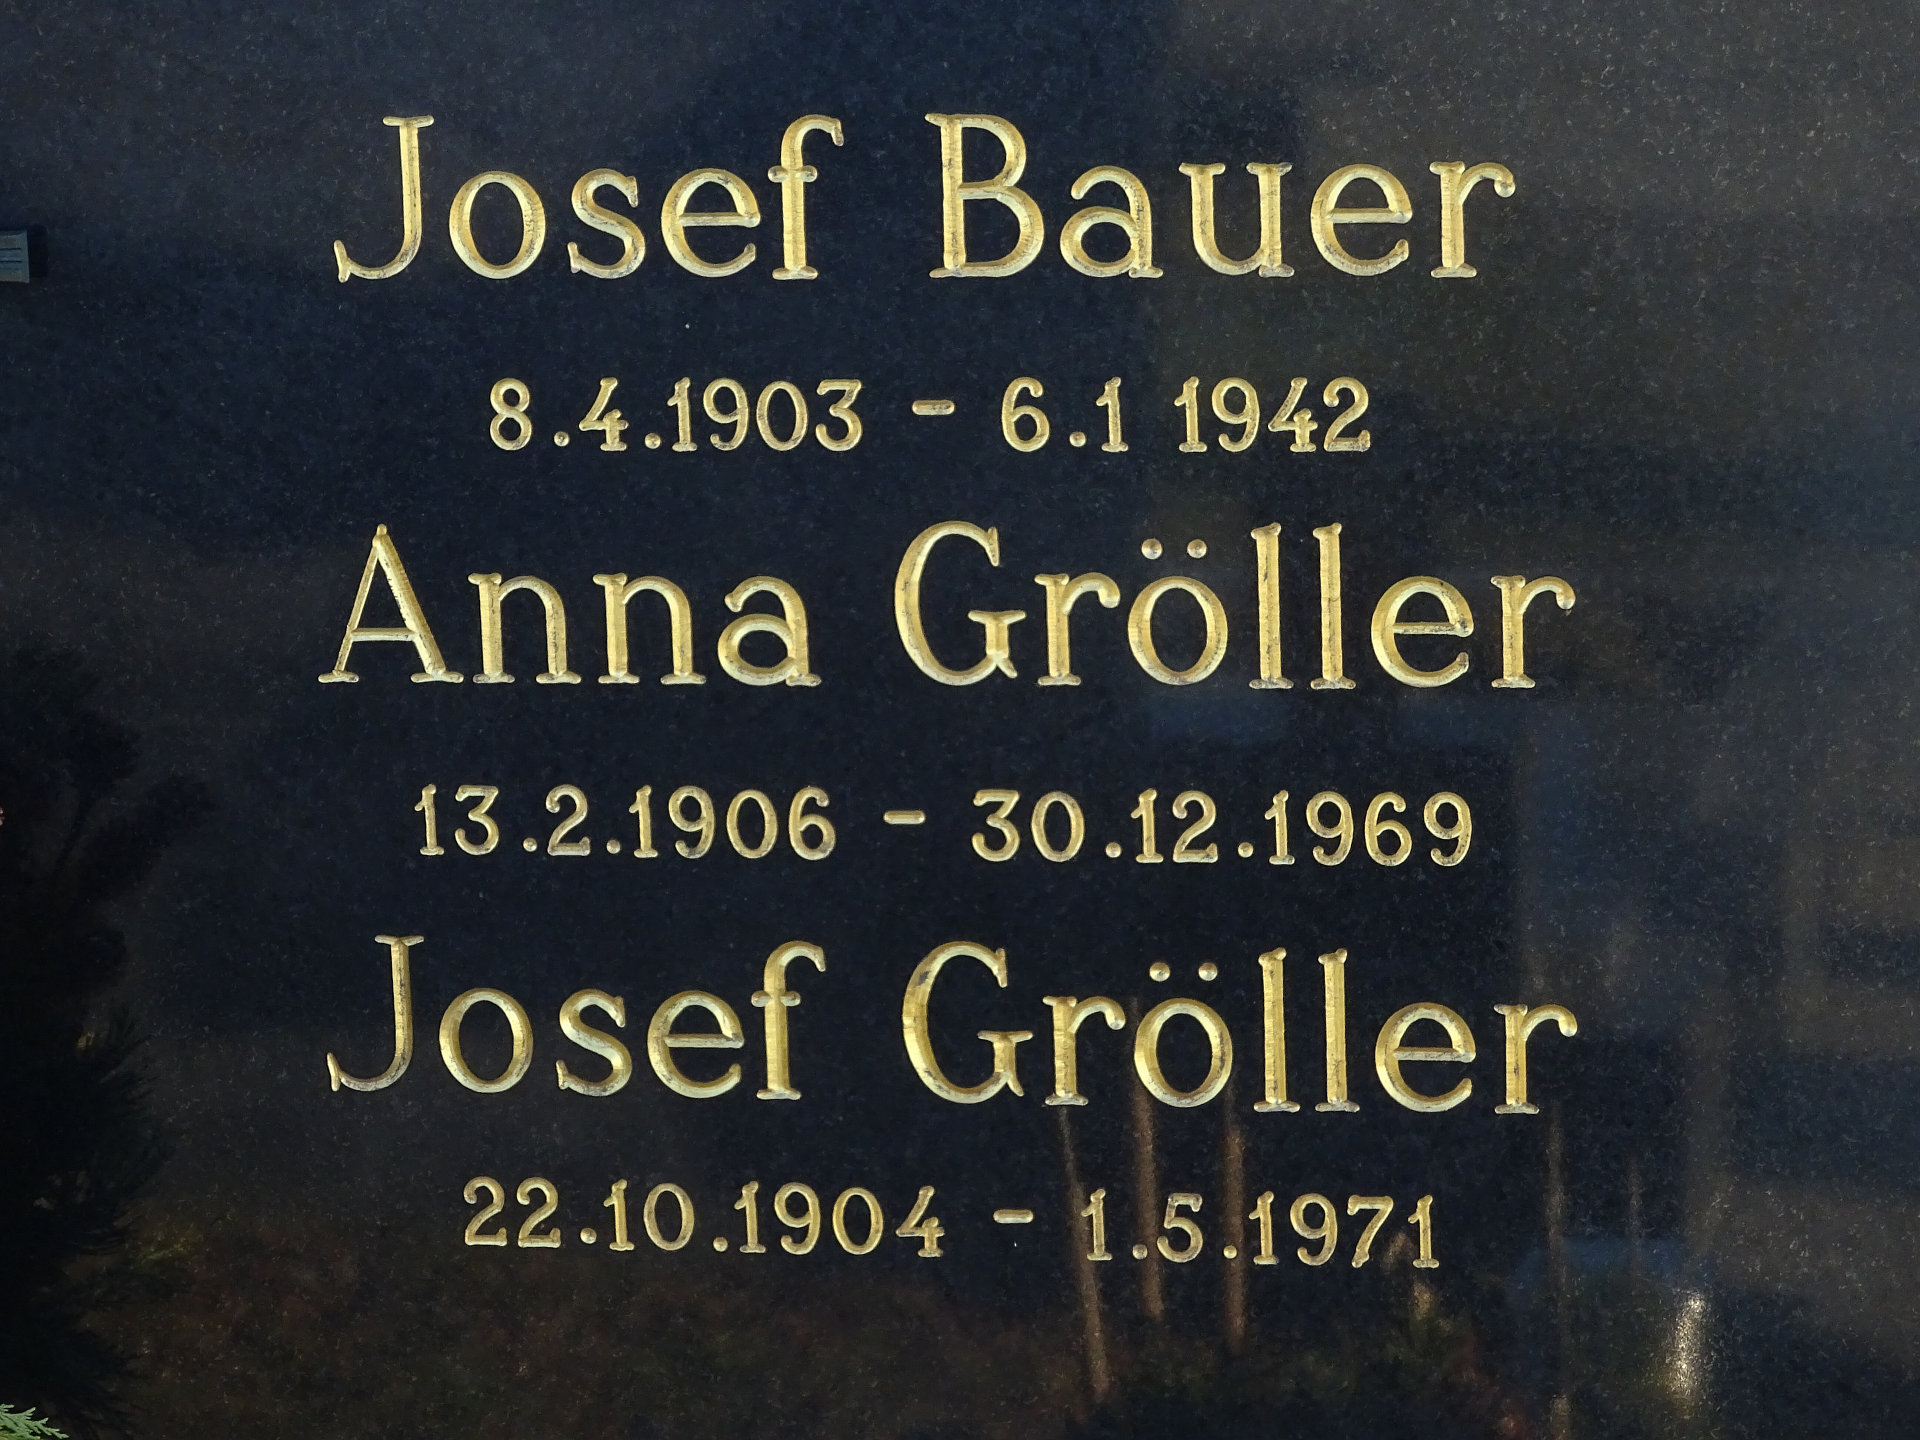 Josef Bauer
8.4.1903 - 6.1 1942
Anna Gröller
13.2.1906 - 30.12.1969
Josef Gröller
22.10.1904 - 1.5.1971